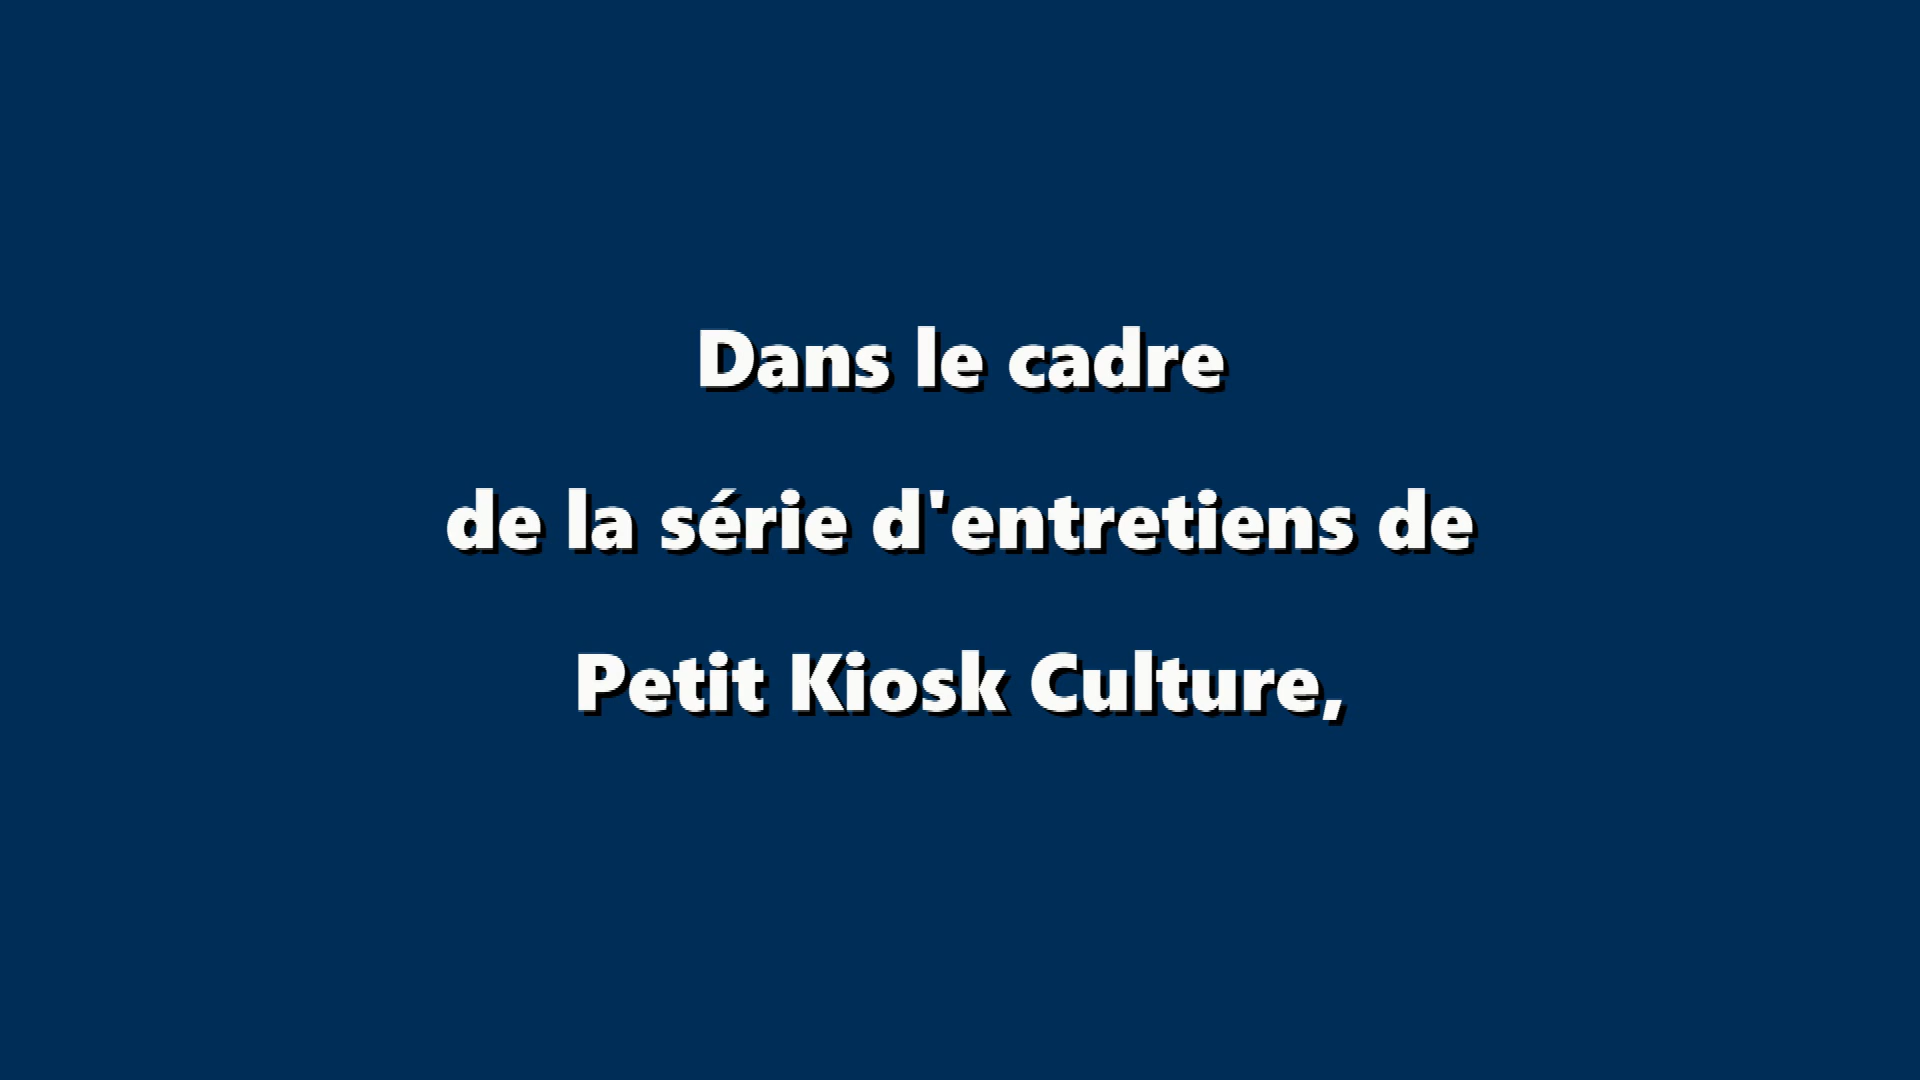 Dans le cadre
de la série d'entretiens de
Petit Kiosk Culture,